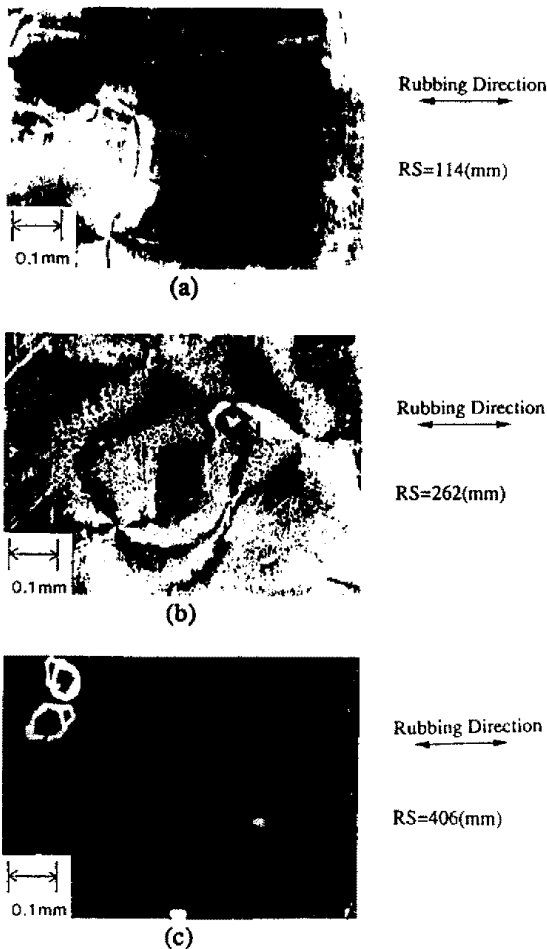 Rubbing Direction
RS=114(mm)
0.1mm
(a)
Rubbing Direction
RS=262(mm)
0.1mm
(b)
Rubbing Direction
RS=406(mm)
0.1mm
(c)